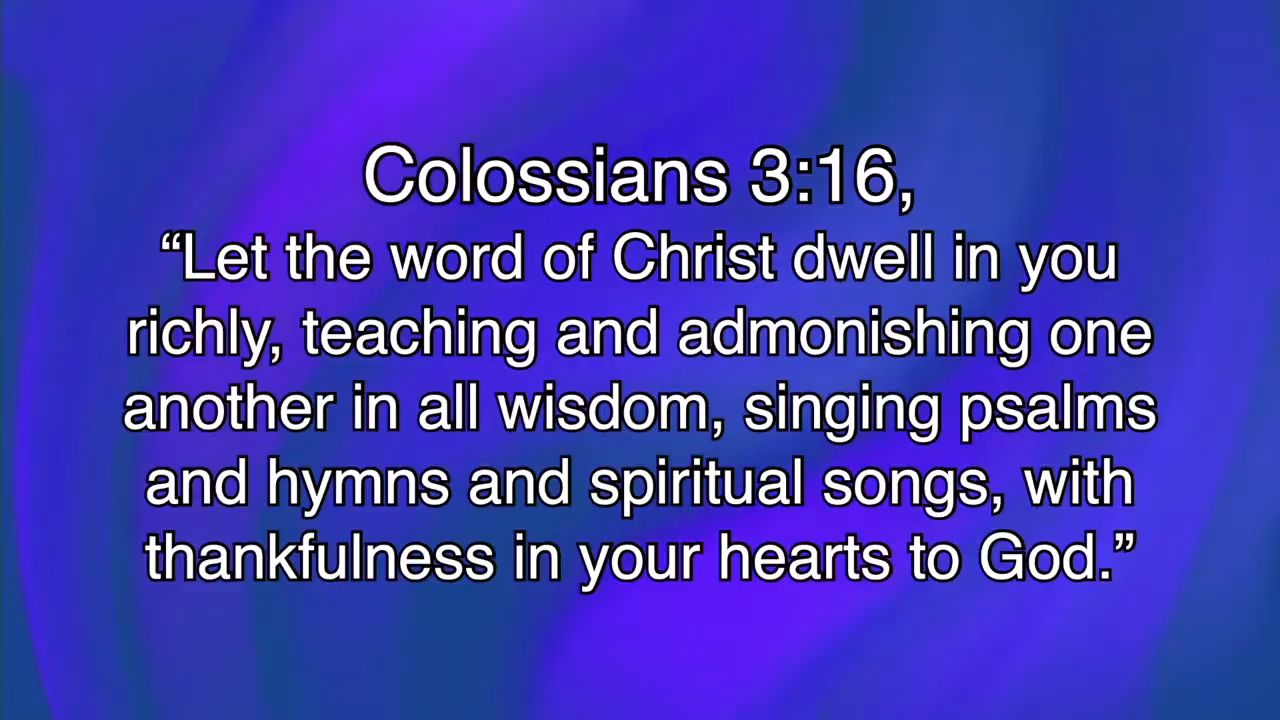 Colossians 3:16,
“Let the word of Christ dwell in you
richly, teaching and admonishing one
another in all wisdom, singing psalms
and hymns and spiritual songs, with
thankfulness in your hearts to God.”